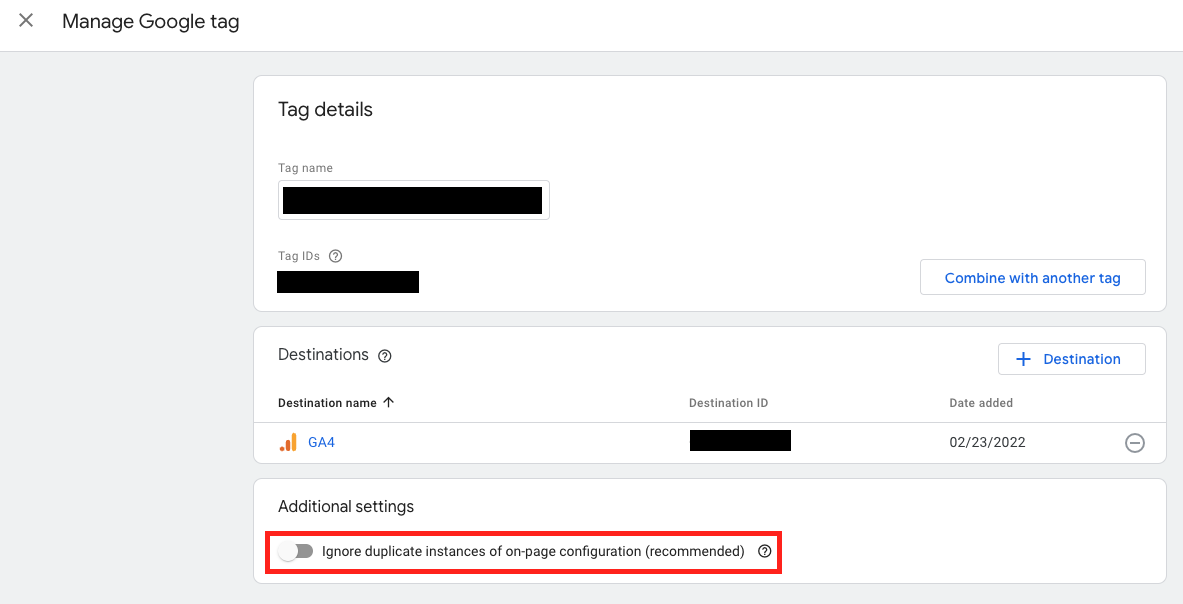 Manage Google tag
Tag details
Tag name
Tag IDs
Combine with another tag
Destinations
Destination
Destination name
Destination ID
Date added
GA4
02/23/2022
Additional settings
Ignore duplicate instances of on-page configuration (recommended)